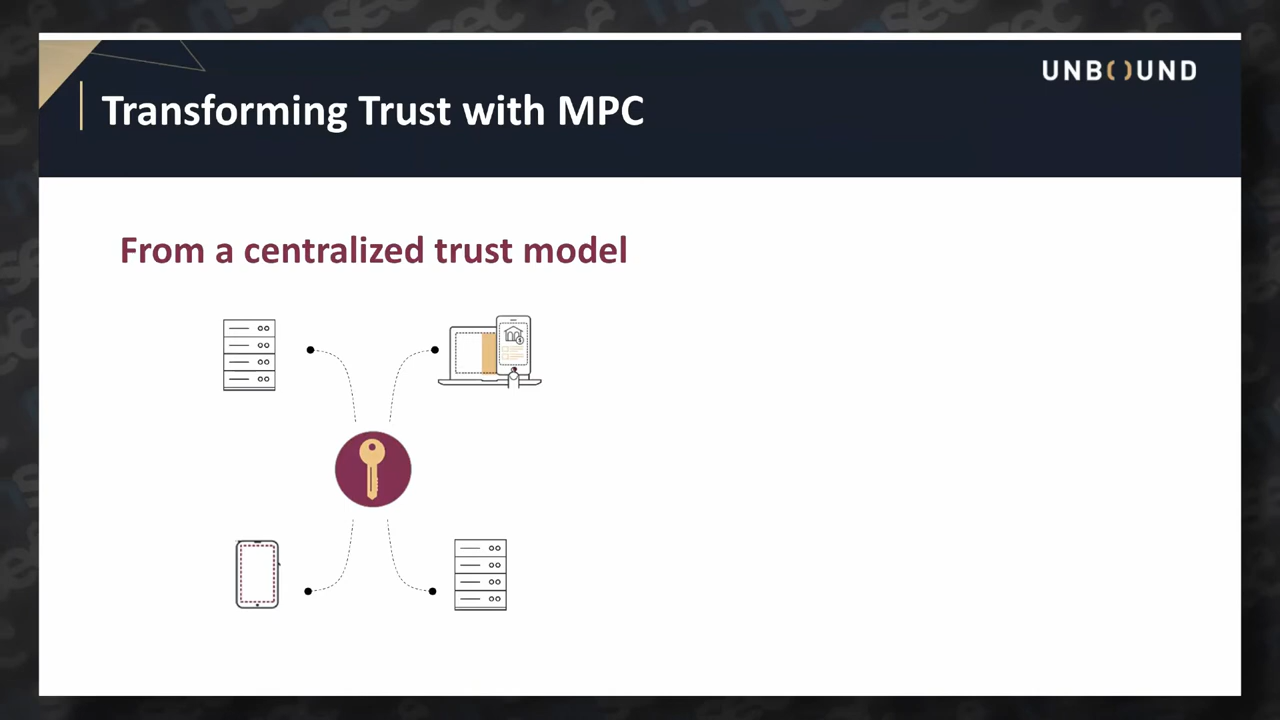 UNBOUND
Transforming Trust with MPC
From a centralized trust model